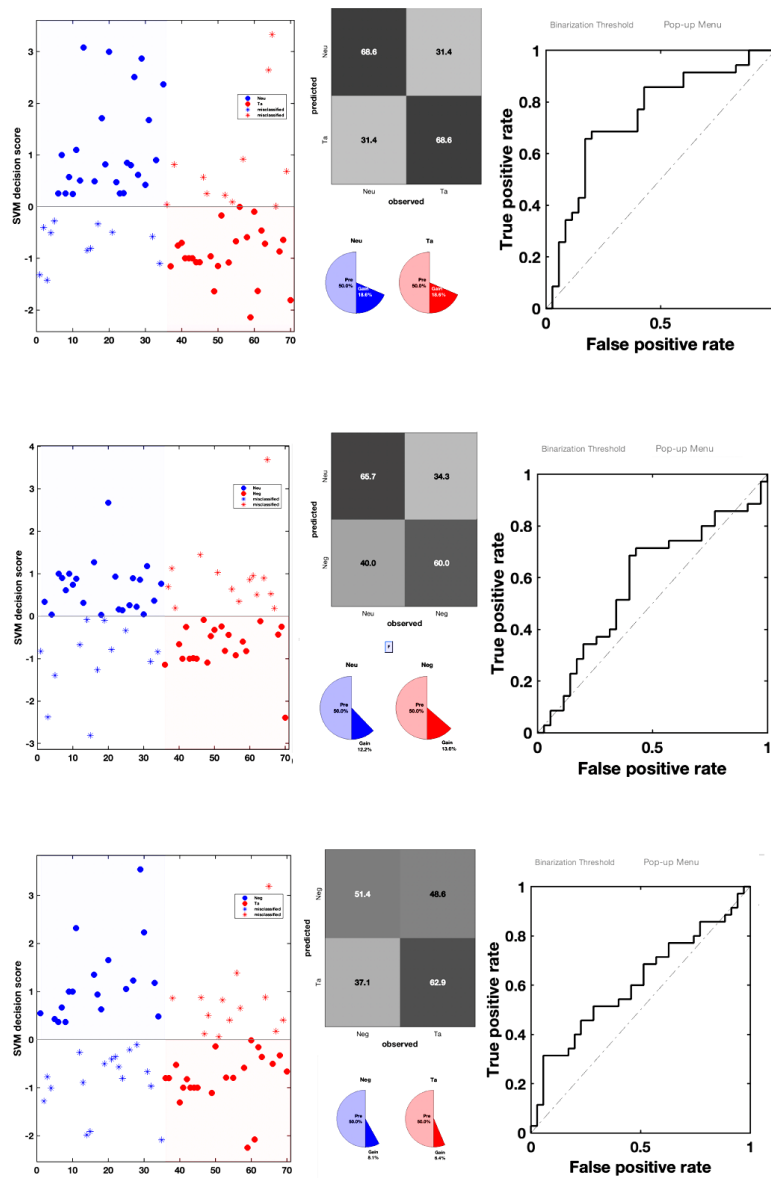 Binarization Threshold Pop-up Menu
SVM decision score
3
2
1
0
-1
-2
0 10 20 30 40 50 60 70
Neu
Ta
misclassified
misclassified
predicted
Neu
Ta
68.6 31.4
31.4 68.6
Neu Ta
observed
Neu Ta
Pre
50.0%
Gain
18.6%
Pre
50.0%
Gain
18.6%
True positive rate
1
0.8
0.6
0.4
0.2
0
0 0.5
False positive rate
Binarization Threshold Pop-up Menu
SVM decision score
4
3
2
1
0
-1
-2
-3
0 10 20 30 40 50 60 70
Neu
Neg
misclassified
misclassified
predicted
Neu
Neg
65.7 34.3
40.0 60.0
Neu Neg
observed
Neu Neg
Pre
50.0%
Gain
12.2%
Pre
50.0%
Gain
13.6%
True positive rate
1
0.8
0.6
0.4
0.2
0
0 0.5 1
False positive rate
Binarization Threshold Pop-up Menu
SVM decision score
3
2
1
0
-1
-2
0 10 20 30 40 50 60 70
Neg
Ta
misclassified
misclassified
predicted
Neg
Ta
51.4 48.6
37.1 62.9
Neg Ta
observed
Neg Ta
Pre
50.0%
Gain
8.1%
Pre
50.0%
Gain
6.4%
True positive rate
1
0.8
0.6
0.4
0.2
0
0 0.5 1
False positive rate